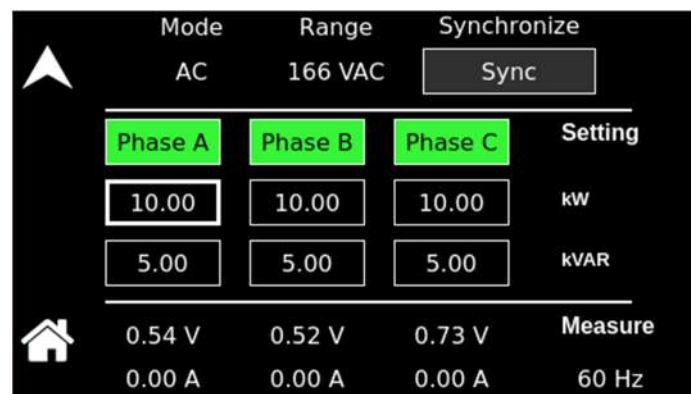 Mode Range Synchronize
AC 166 VAC Sync
Phase A Phase B Phase C Setting
10.00 10.00 10.00 kW
5.00 5.00 5.00 kVAR
0.54 V 0.52 V 0.73 V Measure
0.00 A 0.00 A 0.00 A 60 Hz